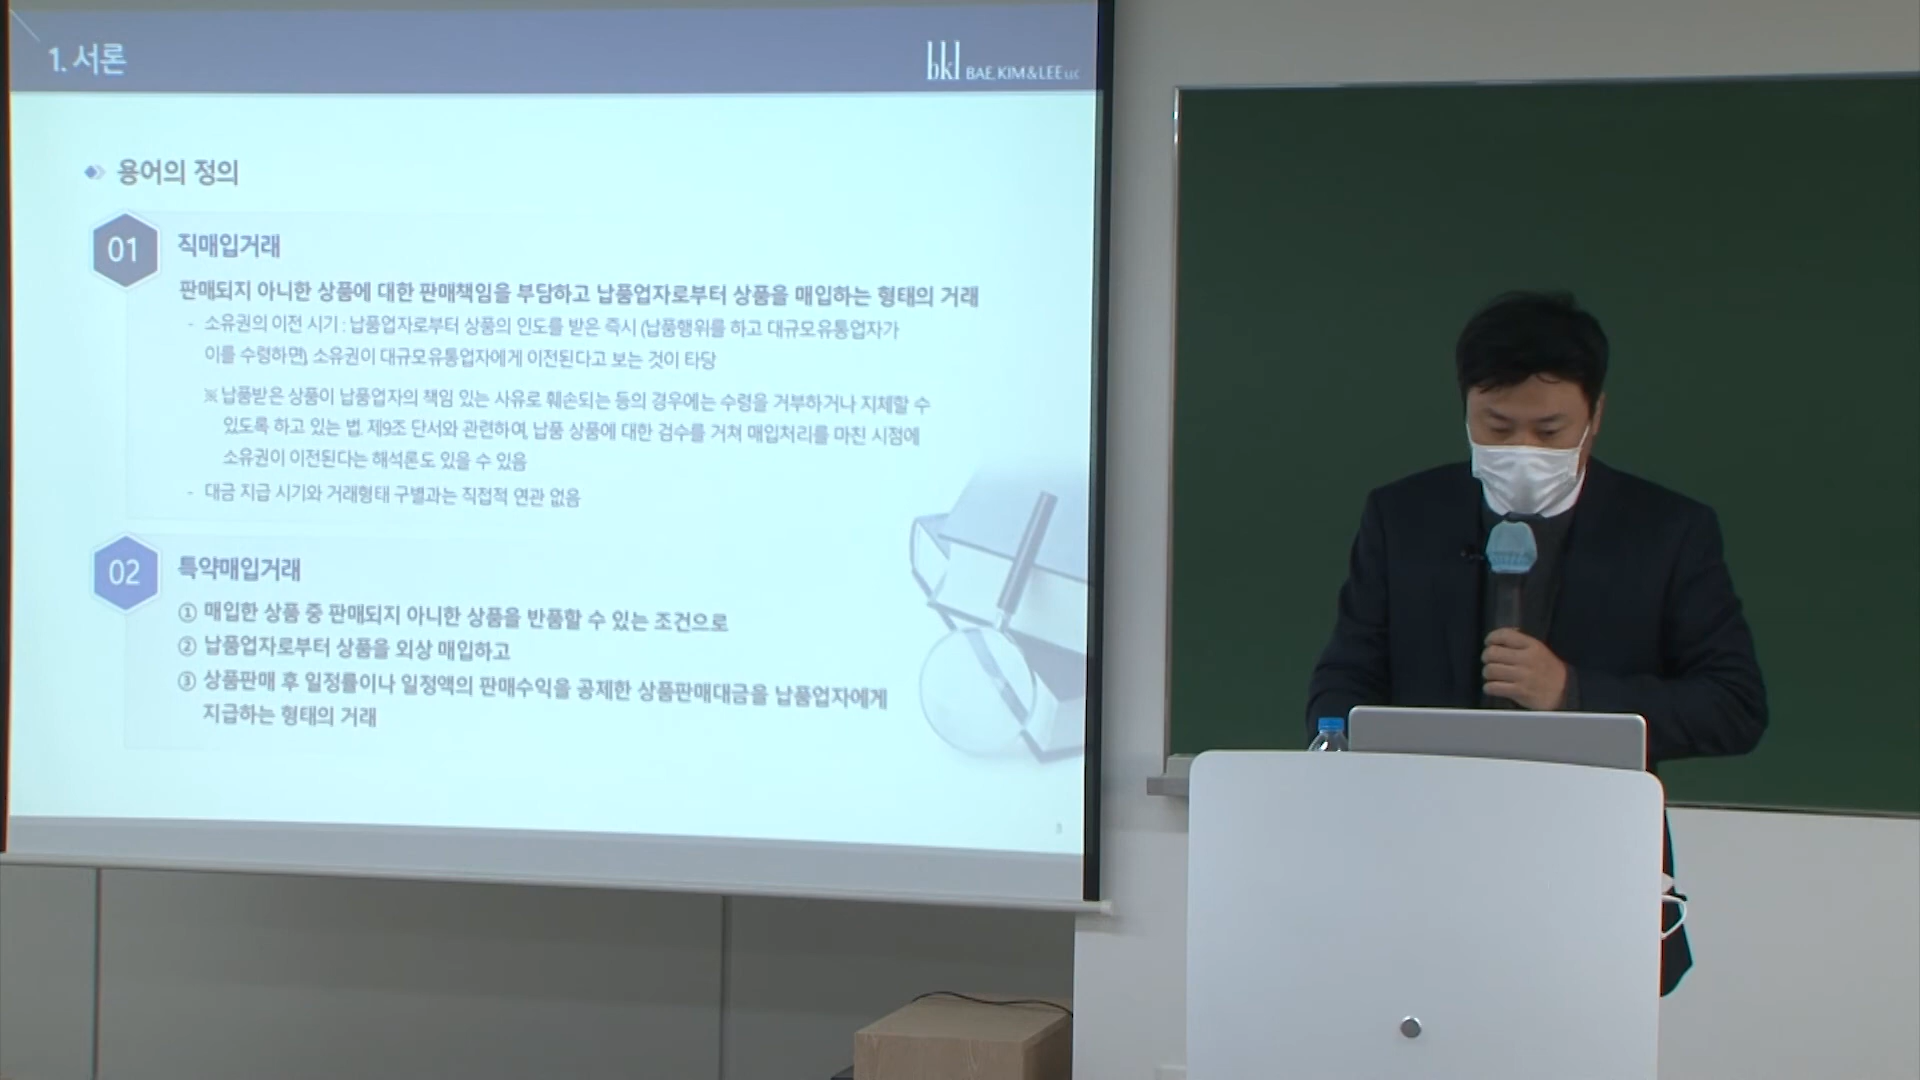 1. 서론
bkl BAE, KIM & LEE LLC
용어의 정의
01
직매입거래
판매되지 아니한 상품에 대한 판매책임을 부담하고 납품업자로부터 상품을 매입하는 형태의 거래
- 소유권의 이전 시기 : 납품업자로부터 상품의 인도를 받은 즉시 (납품행위를 하고 대규모유통업자가
이를 수령하면), 소유권이 대규모유통업자에게 이전된다고 보는 것이 타당
※ 납품받은 상품이 납품업자의 책임 있는 사유로 훼손되는 등의 경우에는 수령을 거부하거나 지체할 수
있도록 하고 있는 법. 제9조 단서와 관련하여, 납품 상품에 대한 검수를 거쳐 매입처리를 마친 시점에
소유권이 이전된다는 해석론도 있을 수 있음
- 대금 지급 시기와 거래형태 구별과는 직접적 연관 없음
02
특약매입거래
① 매입한 상품 중 판매되지 아니한 상품을 반품할 수 있는 조건으로
② 납품업자로부터 상품을 외상 매입하고
③ 상품판매 후 일정률이나 일정액의 판매수익을 공제한 상품판매대금을 납품업자에게
지급하는 형태의 거래
3